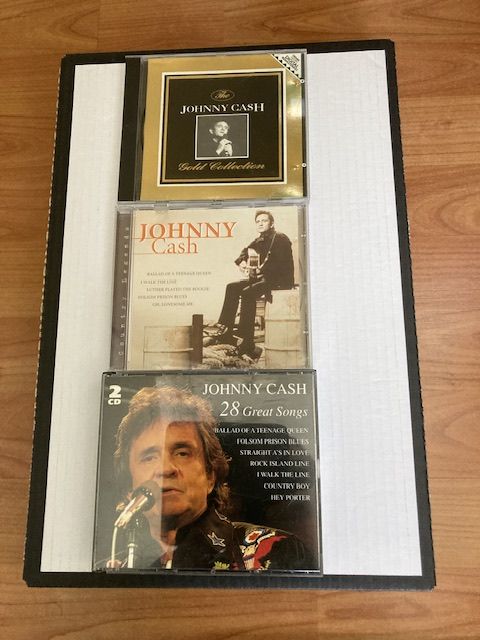 The
JOHNNY CASH
Gold Collection
DIGITAL
JOHNNY
Cash
BALLAD OF A TEENAGE QUEEN
I WALK THE LINE
LUTHER PLAYED THE BOOGIE
FOLSOM PRISON BLUES
OH, LONESOME ME
Country Legends
2
CD
JOHNNY CASH
28 Great Songs
BALLAD OF A TEENAGE QUEEN
FOLSOM PRISON BLUES
STRAIGHT A'S IN LOVE
ROCK ISLAND LINE
I WALK THE LINE
COUNTRY BOY
HEY PORTER